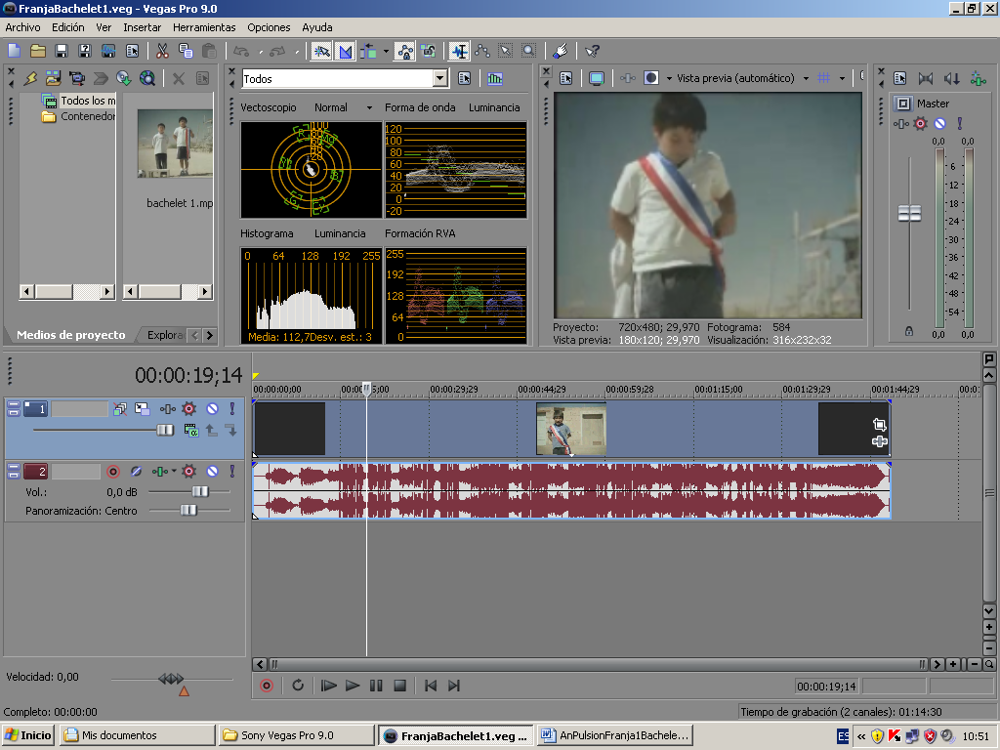 FranjaBachelet1.veg - Vegas Pro 9.0
Archivo Edición Ver Insertar Herramientas Opciones Ayuda
Todos
Vista previa (automático)
Todos los m
Contenedor
bachelet 1.mp
Medios de proyecto
Explora
Vectoscopio Normal
Forma de onda Luminancia
120
100
80
60
40
20
0
-20
Histograma Luminancia
Formación RVA
0 64 128 192 255
Media: 112,7Desv. est.: 3
255
192
128
64
0
Proyecto: 720x480; 29,970 Fotograma: 584
Vista previa: 180x120; 29,970 Visualización: 316x232x32
Master
0,0 0,0
6
12
18
24
30
36
42
48
54
0,0 0,0
00:00:19;14
00:00:00;00
00:00:29;29
00:00:44;29
00:00:59;28
00:01:15;00
00:01:29;29
00:01:44;29
1
2
Vol.: 0,0 dB
Panoramización: Centro
Velocidad: 0,00
00:00:19;14
Completo: 00:00:00
Tiempo de grabación (2 canales): 01:14:30
Inicio
Mis documentos
Sony Vegas Pro 9.0
FranjaBachelet1.veg ...
AnPulsionFranja1Bachele...
ES
«
10:51